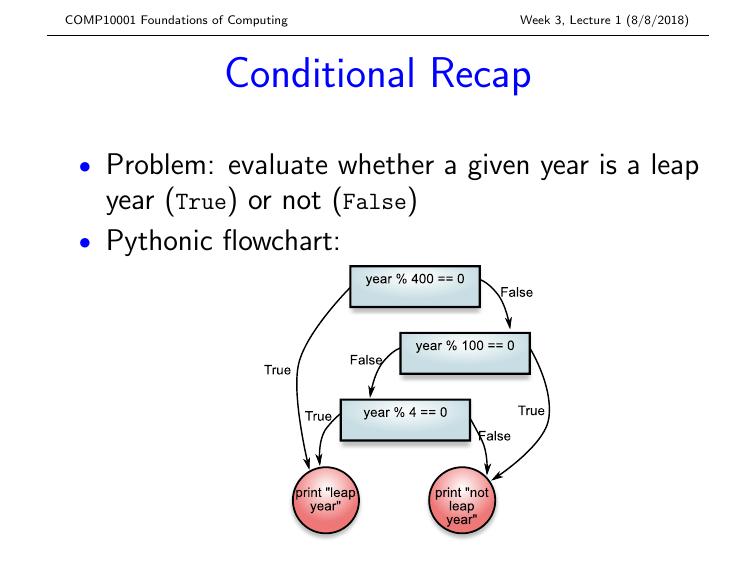 COMP10001 Foundations of Computing Week 3, Lecture 1 (8/8/2018)
Conditional Recap
• Problem: evaluate whether a given year is a leap
year (True) or not (False)
• Pythonic flowchart:
year % 400 == 0
False
year % 100 == 0
False
True
year % 4 == 0
True
True
False
print "leap
year"
print "not
leap
year"